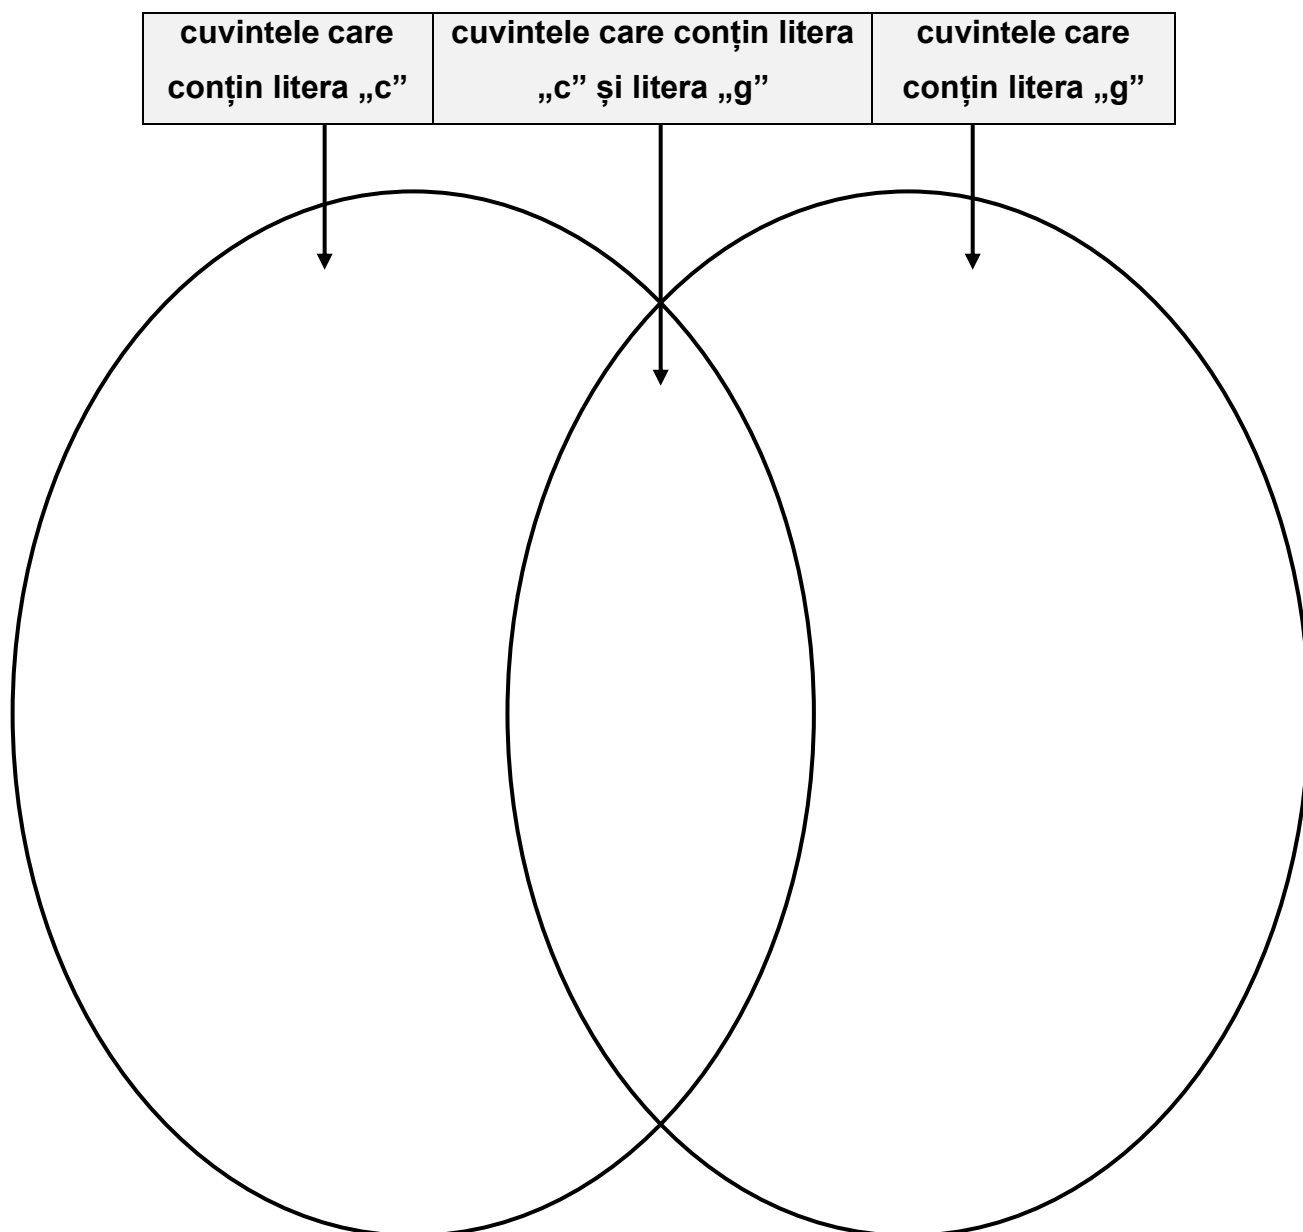 cuvintele care
conțin litera „c”
cuvintele care conțin litera
„c” și litera „g”
cuvintele care
conțin litera „g”